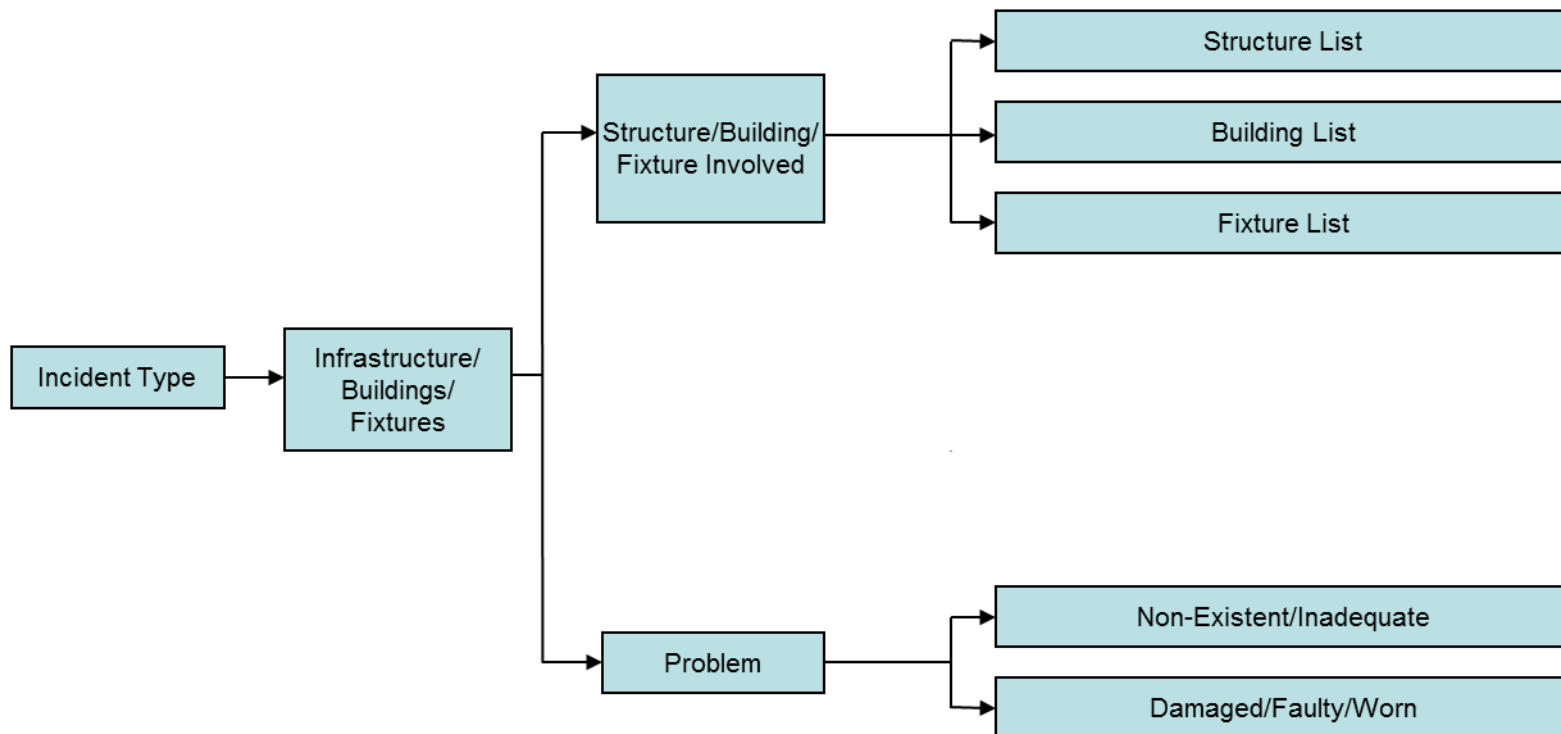 Structure List
Structure/Building/
Fixture Involved
Building List
Fixture List
Incident Type
Infrastructure/
Buildings/
Fixtures
Non-Existent/Inadequate
Problem
Damaged/Faulty/Worn